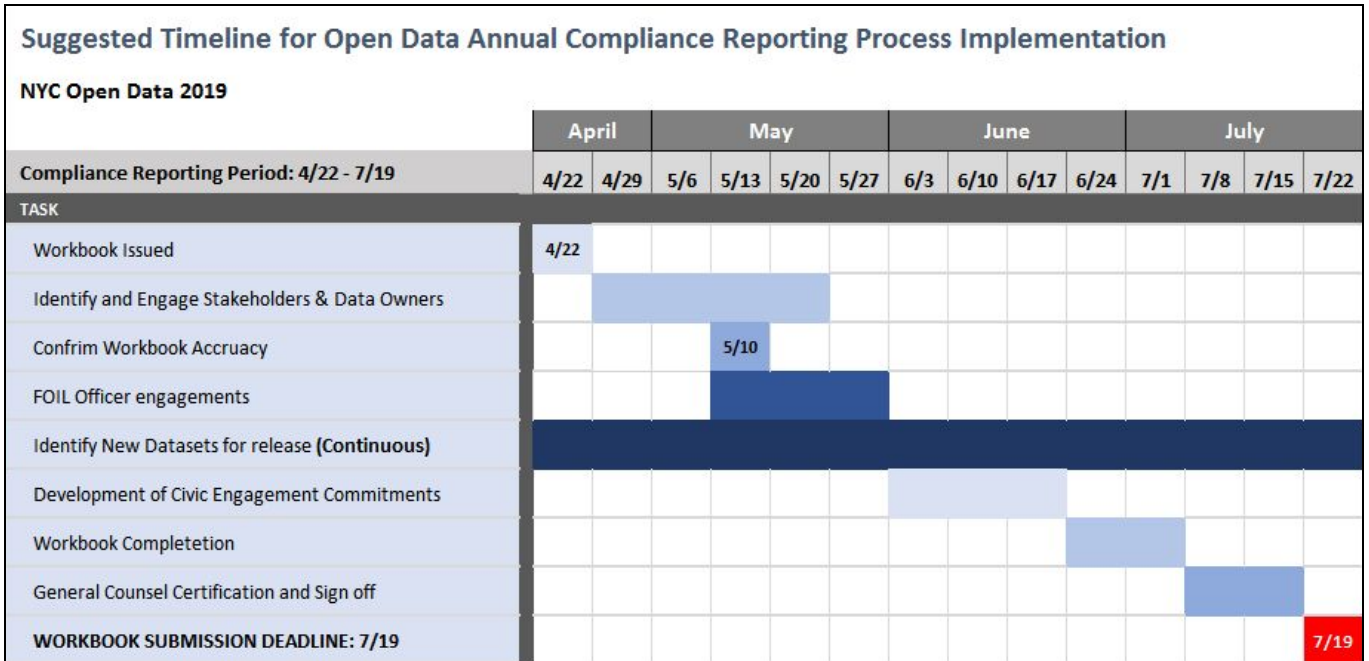 Suggested Timeline for Open Data Annual Compliance Reporting Process Implementation
NYC Open Data 2019
April May June July
Compliance Reporting Period: 4/22 - 7/19 4/22 4/29 5/6 5/13 5/20 5/27 6/3 6/10 6/17 6/24 7/1 7/8 7/15 7/22
TASK
Workbook Issued 4/22
Identify and Engage Stakeholders & Data Owners
Confrim Workbook Accruacy 5/10
FOIL Officer engagements
Identify New Datasets for release (Continuous)
Development of Civic Engagement Commitments
Workbook Completetion
General Counsel Certification and Sign off
WORKBOOK SUBMISSION DEADLINE: 7/19 7/19